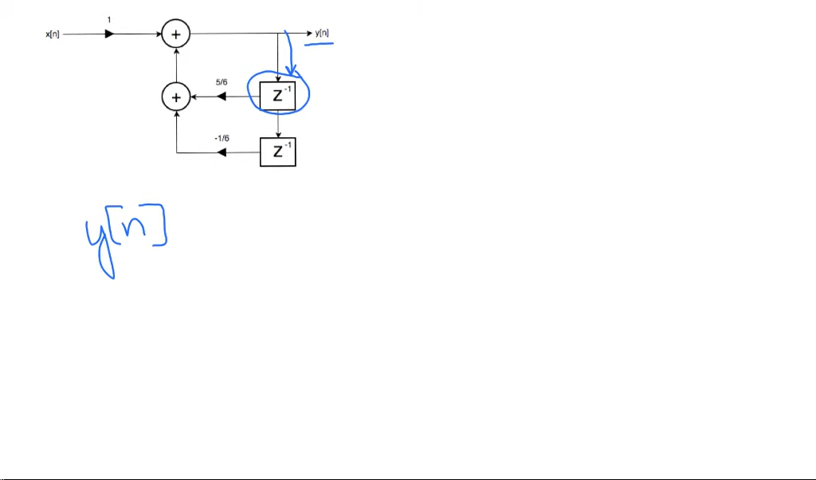 1
x[n] + y[n]
5/6
+ Z⁻¹
-1/6
Z⁻¹
y[n]